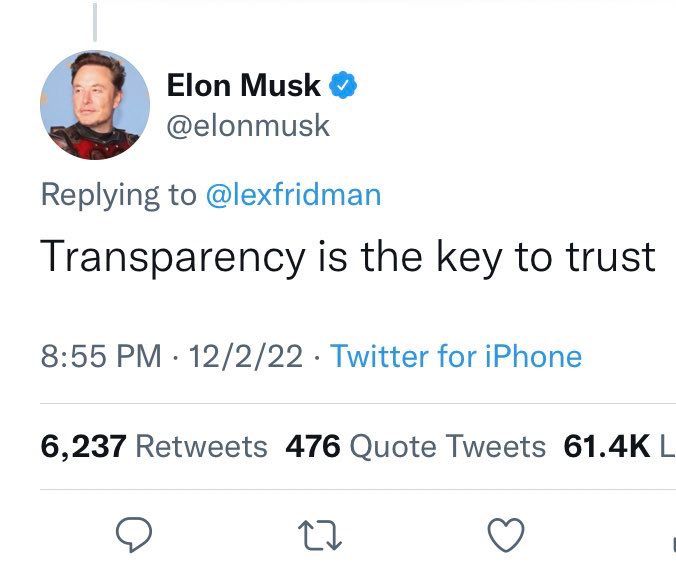 Elon Musk
@elonmusk
Replying to @lexfridman
Transparency is the key to trust
8:55 PM · 12/2/22 · Twitter for iPhone
6,237 Retweets 476 Quote Tweets 61.4K L